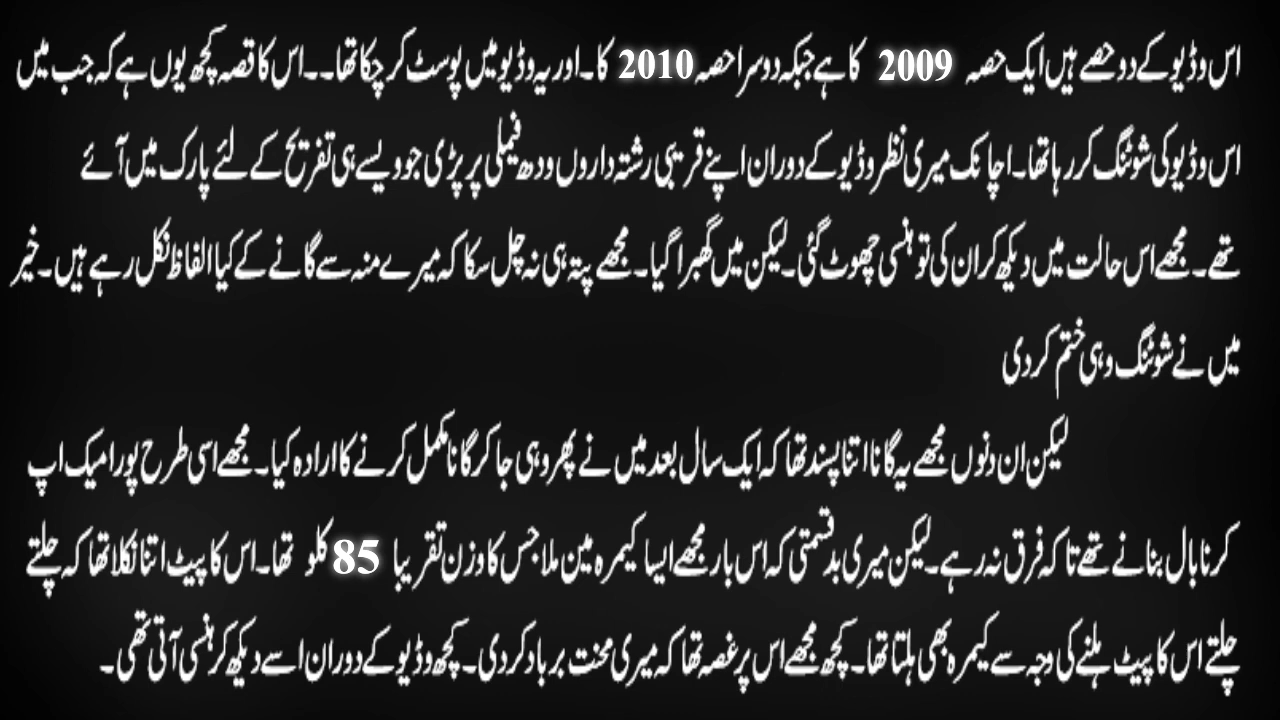 اس وڈیو کے دو حصے ہیں ایک حصہ 2009 کا ہے جبکہ دوسرا حصہ 2010 کا۔ اور یہ وڈیو میں پوسٹ کر چکا تھا۔۔ اس کا قصہ کچھ یوں ہے کہ جب میں
اس وڈیو کی شوٹنگ کر رہا تھا۔ اچانک میری نظر وڈیو کے دوران اپنے قریبی رشتہ داروں ودھ فیملی پر پڑی جو ویسے ہی تفریح کے لئے پارک میں آئے
تھے۔ مجھے اس حالت میں دیکھ کر ان کی تو ہنسی چھوٹ گئی۔ لیکن میں گھبرا گیا۔ مجھے پتہ ہی نہ چل سکا کہ میرے منہ سے گانے کے کیا الفاظ نکل رہے ہیں۔ خیر
میں نے شوٹنگ وہی ختم کر دی
لیکن ان ونوں مجھے یہ گانا اتنا پسند تھا کہ ایک سال بعد میں نے پھر وہی جا کر گانا مکمل کرنے کا ارادہ کیا۔ مجھے اسی طرح پورا میک اپ
کرنا بال بنانے تھے تاکہ فرق نہ رہے۔ لیکن میری بدقسمتی کہ اس بار مجھے ایسا کیمرہ مین ملا جس کا وزن تقریبا 85 کلو تھا۔ اس کا پیٹ اتنا نکلا تھا کہ چلتے
چلتے اس کا پیٹ ہلنے کی وجہ سے کیمرہ بھی ہلتا تھا۔ کچھ مجھے اس پر غصہ تھا کہ میری محنت برباد کر دی۔ کچھ وڈیو کے دوران اسے دیکھ کر ہنسی آتی تھی۔